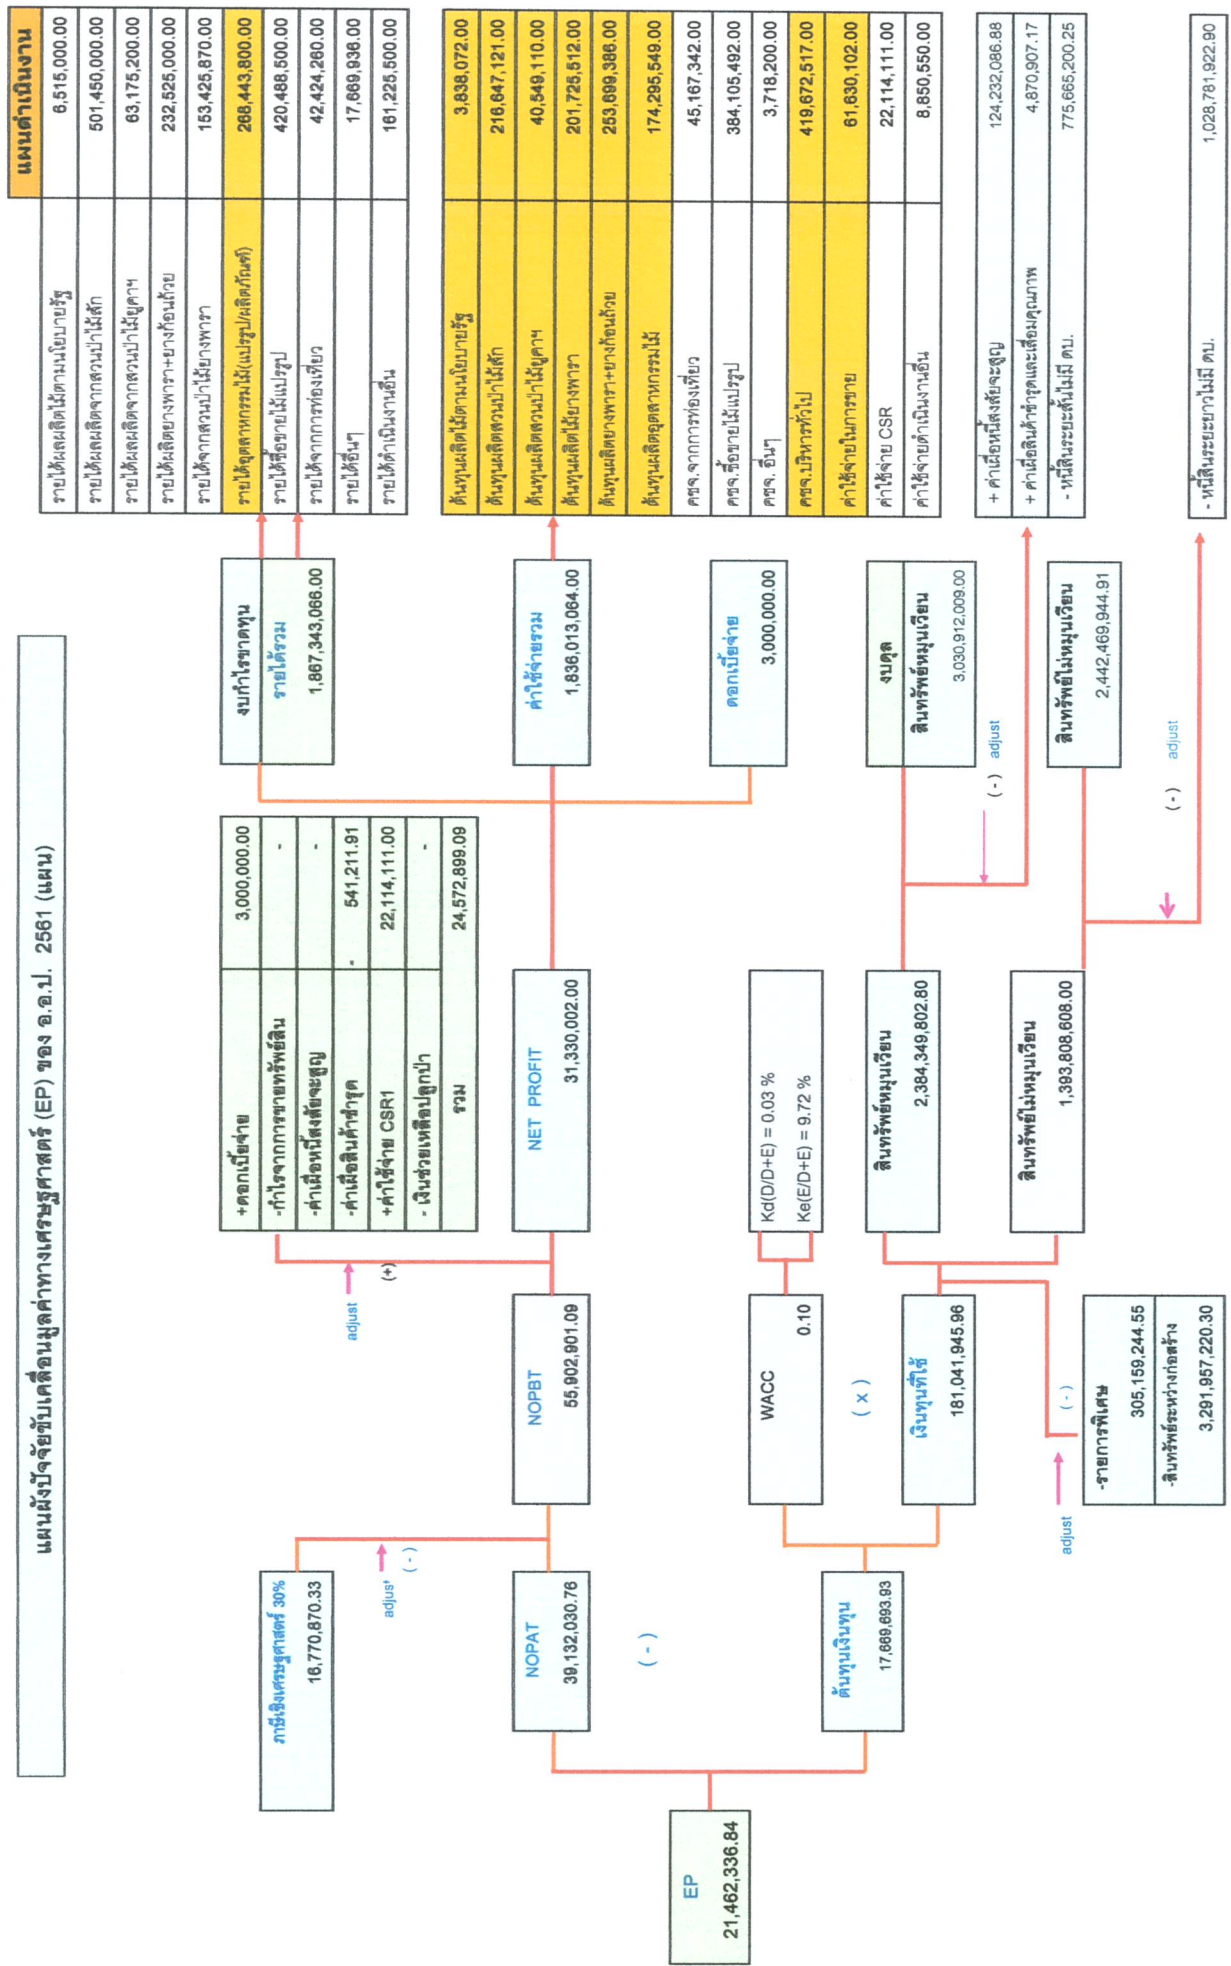 แผนผังปัจจัยขับเคลื่อนมูลค่าทางเศรษฐศาสตร์ (EP) ของ อ.อ.ป. 2561 (แผน)
แผนดำเนินงาน
รายได้ผลผลิตไม้ตามนโยบายรัฐ 6,515,000.00
รายได้ผลผลิตจากสวนป่าไม้สัก 501,450,000.00
รายได้ผลผลิตจากสวนป่าไม้ยูคาฯ 63,175,200.00
รายได้ผลิตยางพารา+ยางก้อนถ้วย 232,525,000.00
รายได้จากสวนป่าไม้ยางพารา 153,425,870.00
รายได้อุตสาหกรรมไม้(แปรรูป/ผลิตภัณฑ์) 268,443,800.00
รายได้ซื้อขายไม้แปรรูป 420,488,500.00
รายได้จากการท่องเที่ยว 42,424,260.00
รายได้อื่นๆ 17,669,936.00
รายได้ดำเนินงานอื่น 161,225,500.00
ต้นทุนผลิตไม้ตามนโยบายรัฐ 3,838,072.00
ต้นทุนผลิตสวนป่าไม้สัก 216,647,121.00
ต้นทุนผลิตสวนป่าไม้ยูคาฯ 40,549,110.00
ต้นทุนผลิตไม้ยางพารา 201,725,512.00
ต้นทุนผลิตยางพารา+ยางก้อนถ้วย 253,699,386.00
ต้นทุนผลิตอุตสาหกรรมไม้ 174,295,549.00
คชจ.จากการท่องเที่ยว 45,167,342.00
คชจ.ซื้อขายไม้แปรรูป 384,105,492.00
คชจ. อื่นๆ 3,718,200.00
คชจ.บริหารทั่วไป 419,672,517.00
ค่าใช้จ่ายในการขาย 61,630,102.00
ค่าใช้จ่าย CSR 22,114,111.00
ค่าใช้จ่ายดำเนินงานอื่น 8,850,550.00
+ ค่าเผื่อหนี้สงสัยจะสูญ 124,232,086.88
+ ค่าเผื่อสินค้าชำรุดและเสื่อมคุณภาพ 4,870,907.17
- หนี้สินระยะสั้นไม่มี ดบ. 775,665,200.25
- หนี้สินระยะยาวไม่มี ดบ. 1,028,781,922.90
งบกำไรขาดทุน
รายได้รวม
1,867,343,066.00
ค่าใช้จ่ายรวม
1,836,013,064.00
ดอกเบี้ยจ่าย
3,000,000.00
งบดุล
สินทรัพย์หมุนเวียน
3,030,912,009.00
(-) adjust
สินทรัพย์ไม่หมุนเวียน
2,442,469,944.91
(-) adjust
+ดอกเบี้ยจ่าย 3,000,000.00
-กำไรจากการขายทรัพย์สิน -
-ค่าเผื่อหนี้สงสัยจะสูญ -
-ค่าเผื่อสินค้าชำรุด - 541,211.91
+ค่าใช้จ่าย CSR1 22,114,111.00
- เงินช่วยเหลือปลูกป่า -
รวม 24,572,899.09
NET PROFIT
31,330,002.00
Kd(D/D+E) = 0.03 %
Ke(E/D+E) = 9.72 %
สินทรัพย์หมุนเวียน
2,384,349,802.80
สินทรัพย์ไม่หมุนเวียน
1,393,808,608.00
adjust
(+)
NOPBT
55,902,901.09
WACC
0.10
( x )
เงินทุนที่ใช้
181,041,945.96
adjust
( - )
-รายการพิเศษ
305,159,244.55
-สินทรัพย์ระหว่างก่อสร้าง
3,291,957,220.30
ภาษีเชิงเศรษฐศาสตร์ 30%
16,770,870.33
adjust
( - )
NOPAT
39,132,030.76
( - )
ต้นทุนเงินทุน
17,669,693.93
EP
21,462,336.84